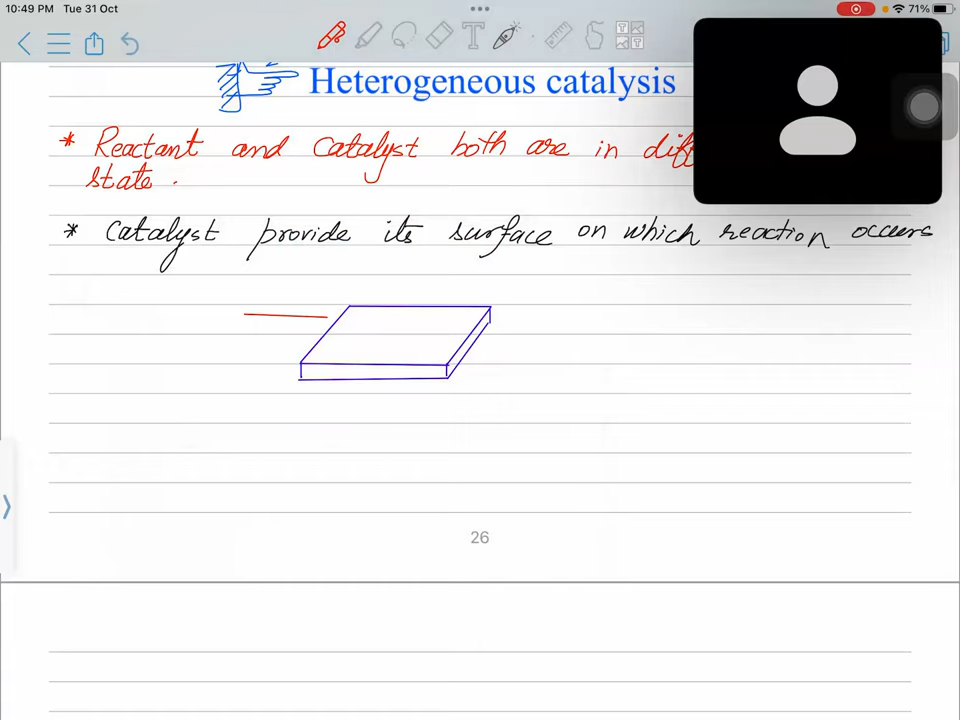 10:49 PM Tue 31 Oct
71%
Heterogeneous catalysis
* Reactant and Catalyst both are in
state.
* Catalyst provide its surface on which reaction occurs
26